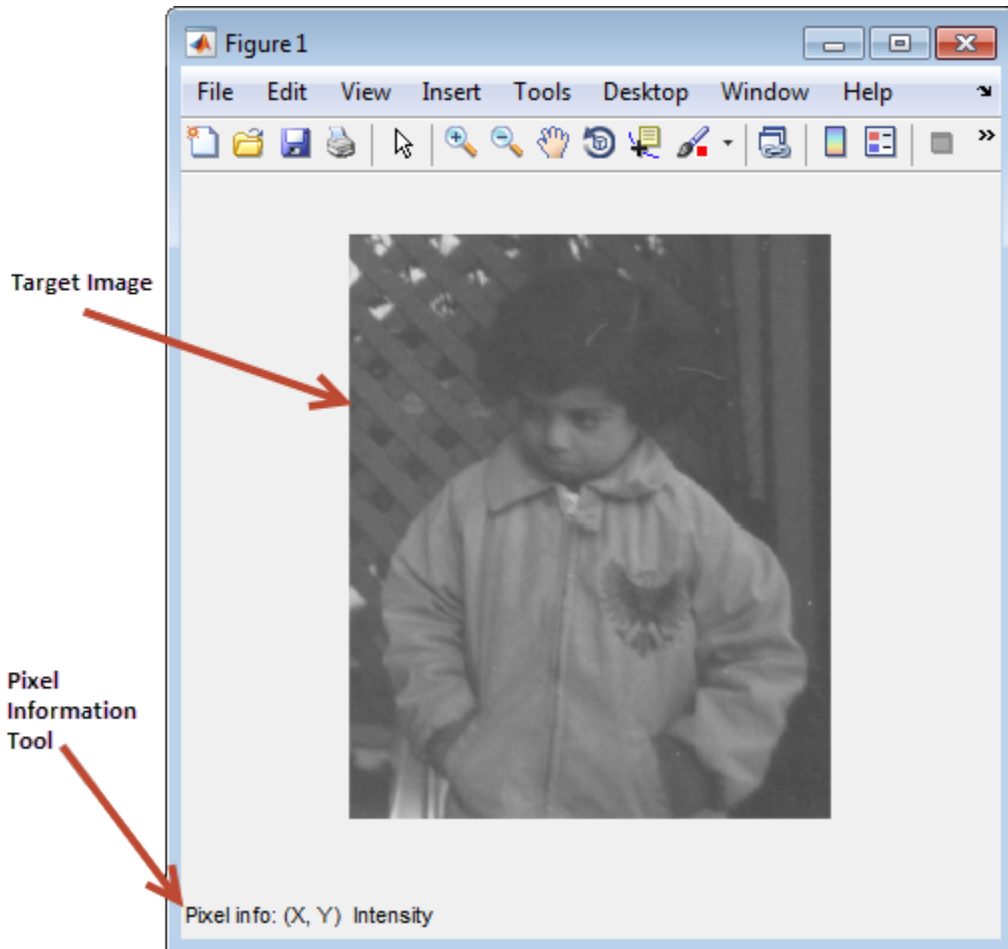 Figure 1
File Edit View Insert Tools Desktop Window Help
Target Image
Pixel
Information
Tool
Pixel info: (X, Y) Intensity